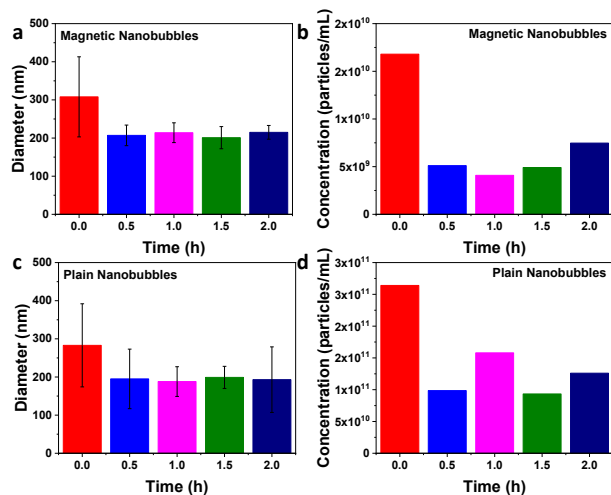 a
Magnetic Nanobubbles
Diameter (nm)
500
400
300
200
100
0
0.0 0.5 1.0 1.5 2.0
Time (h)
b
Magnetic Nanobubbles
Concentration (particles/mL)
2x10¹⁰
2x10¹⁰
1x10¹⁰
5x10⁹
0
0.0 0.5 1.0 1.5 2.0
Time (h)
c
Plain Nanobubbles
Diameter (nm)
500
400
300
200
100
0
0.0 0.5 1.0 1.5 2.0
Time (h)
d
Plain Nanobubbles
Concentration (particles/mL)
3x10¹¹
3x10¹¹
2x10¹¹
2x10¹¹
1x10¹¹
5x10¹⁰
0
0.0 0.5 1.0 1.5 2.0
Time (h)